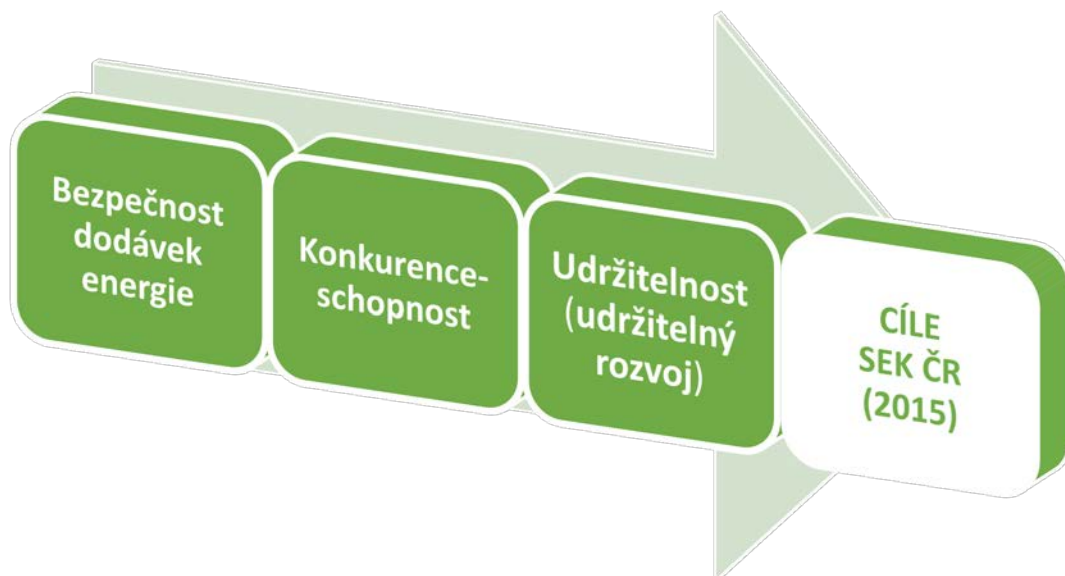 Bezpečnost
dodávek
energie
Konkurence-
schopnost
Udržitelnost
(udržitelný
rozvoj)
CÍLE
SEK ČR
(2015)